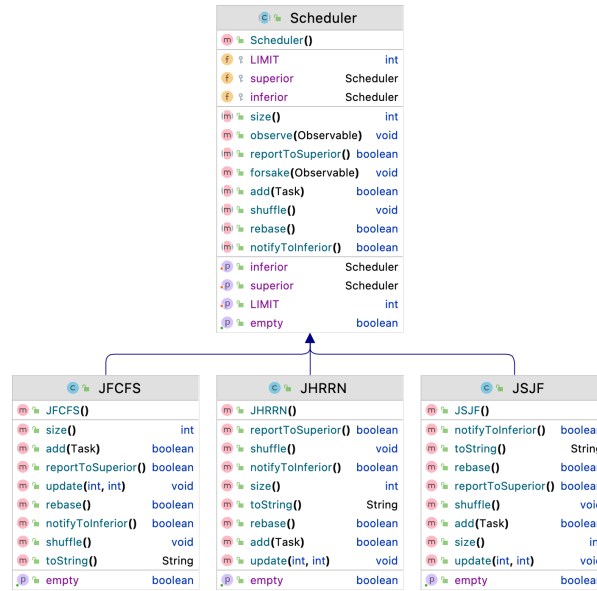 Scheduler
Scheduler()
LIMIT int
superior Scheduler
inferior Scheduler
size() int
observe(Observable) void
reportToSuperior() boolean
forsake(Observable) void
add(Task) boolean
shuffle() void
rebase() boolean
notifyToInferior() boolean
inferior Scheduler
superior Scheduler
LIMIT int
empty boolean
JFCFS
JFCFS()
size() int
add(Task) boolean
reportToSuperior() boolean
update(int, int) void
rebase() boolean
notifyToInferior() boolean
shuffle() void
toString() String
empty boolean
JHRRN
JHRRN()
reportToSuperior() boolean
shuffle() void
notifyToInferior() boolean
size() int
toString() String
rebase() boolean
add(Task) boolean
update(int, int) void
empty boolean
JSJF
JSJF()
notifyToInferior()
toString()
rebase()
reportToSuperior()
shuffle()
add(Task)
size()
update(int, int)
empty